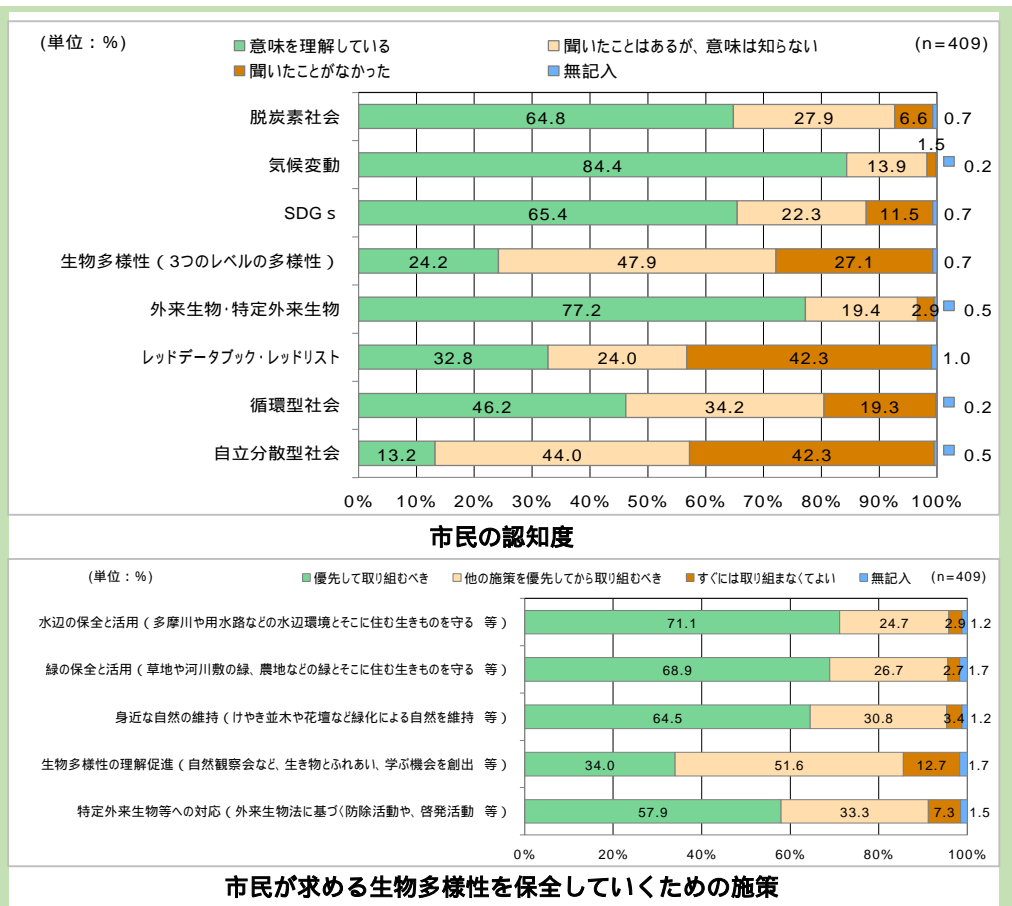 (単位：%)
■意味を理解している ■聞いたことはあるが、意味は知らない (n=409)
■聞いたことがなかった ■無記入
脱炭素社会 64.8 27.9 6.6 0.7
気候変動 84.4 13.9 1.5 0.2
SDGｓ 65.4 22.3 11.5 0.7
生物多様性（3つのレベルの多様性） 24.2 47.9 27.1 0.7
外来生物・特定外来生物 77.2 19.4 2.9 0.5
レッドデータブック・レッドリスト 32.8 24.0 42.3 1.0
循環型社会 46.2 34.2 19.3 0.2
自立分散型社会 13.2 44.0 42.3 0.5
0% 10% 20% 30% 40% 50% 60% 70% 80% 90% 100%
市民の認知度
(単位：%) ■優先して取り組むべき ■他の施策を優先してから取り組むべき ■すぐには取り組まなくてよい ■無記入 (n=409)
水辺の保全と活用（多摩川や用水路などの水辺環境とそこに住む生きものを守る 等） 71.1 24.7 2.9 1.2
緑の保全と活用（草地や河川敷の緑、農地などの緑とそこに住む生きものを守る 等） 68.9 26.7 2.7 1.7
身近な自然の維持（けやき並木や花壇など緑化による自然を維持 等） 64.5 30.8 3.4 1.2
生物多様性の理解促進（自然観察会など、生き物とふれあい、学ぶ機会を創出 等） 34.0 51.6 12.7 1.7
特定外来生物等への対応（外来生物法に基づく防除活動や、啓発活動 等） 57.9 33.3 7.3 1.5
0% 20% 40% 60% 80% 100%
市民が求める生物多様性を保全していくための施策